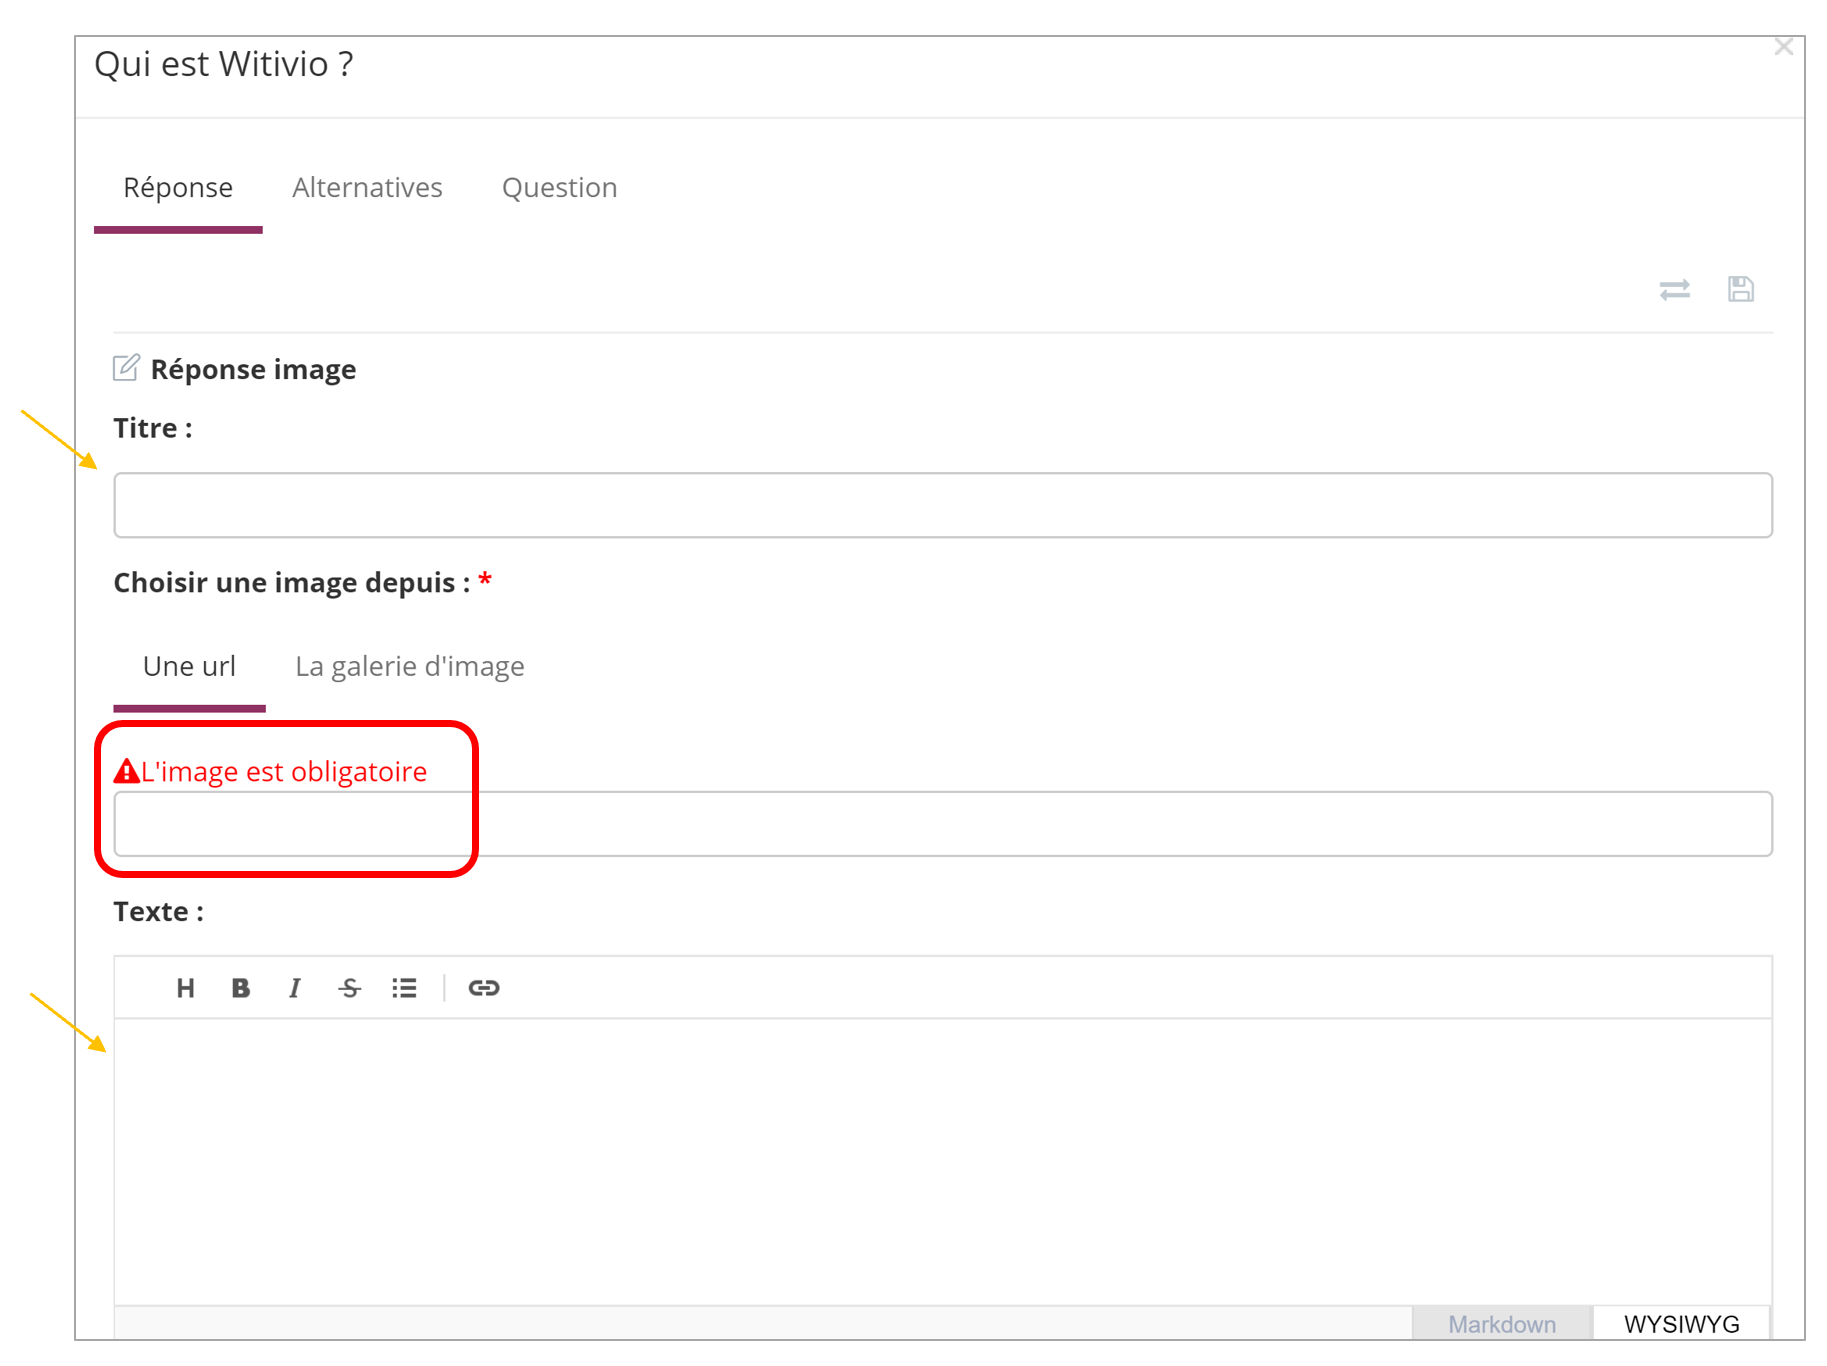 Qui est Witivio ?
Réponse Alternatives Question
Réponse image
Titre :
Choisir une image depuis : *
Une url La galerie d'image
L'image est obligatoire
Texte :
H B I S
Markdown WYSIWYG